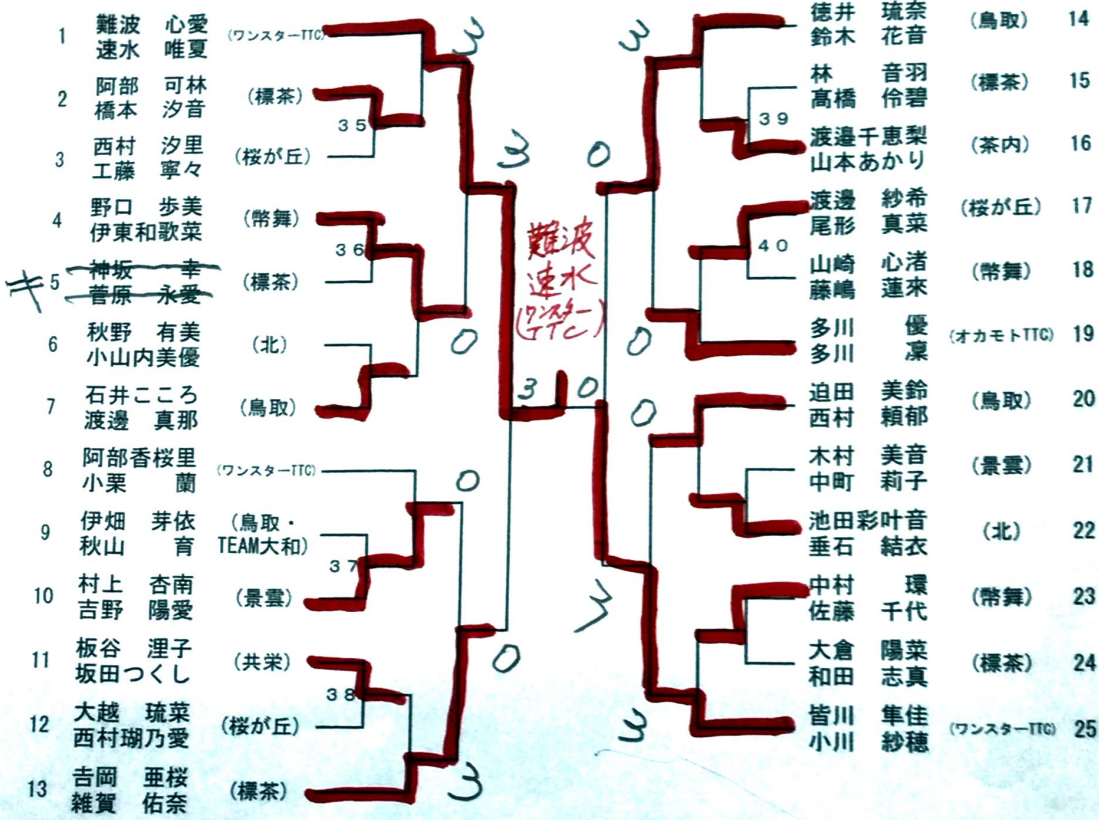 1 難波 心愛 (ワンスターTTC)
速水 唯夏
2 阿部 可林 (標茶)
橋本 汐音
35
3 西村 汐里 (桜が丘)
工藤 寧々
4 野口 歩美 (幣舞)
伊東和歌菜
36
キ 5 神坂 幸 (標茶)
菅原 永愛
6 秋野 有美 (北)
小山内美優
7 石井こころ (鳥取)
渡邊 真那
8 阿部香桜里 (ワンスターTTC)
小栗 蘭
9 伊畑 芽依 (鳥取・
秋山 育 TEAM大和)
37
10 村上 杏南 (景雲)
吉野 陽愛
11 板谷 浬子 (共栄)
坂田つくし
38
12 大越 琉菜 (桜が丘)
西村瑚乃愛
13 吉岡 亜桜 (標茶)
雑賀 佑奈
3
3
0
0
3
0
3
難波
速水
(ワンスター
TTC)
3 0
3
0
0
0
3
3
徳井 琉奈 (鳥取) 14
鈴木 花音
林 音羽 (標茶) 15
髙橋 伶碧
39
渡邉千恵梨 (茶内) 16
山本あかり
渡邊 紗希 (桜が丘) 17
尾形 真菜
40
山崎 心渚 (幣舞) 18
藤嶋 蓮來
多川 優 (オカモトTTC) 19
多川 凜
迫田 美鈴 (鳥取) 20
西村 頼郁
木村 美音 (景雲) 21
中町 莉子
池田彩叶音 (北) 22
垂石 結衣
中村 環 (幣舞) 23
佐藤 千代
大倉 陽菜 (標茶) 24
和田 志真
皆川 隼佳 (ワンスターTTC) 25
小川 紗穂